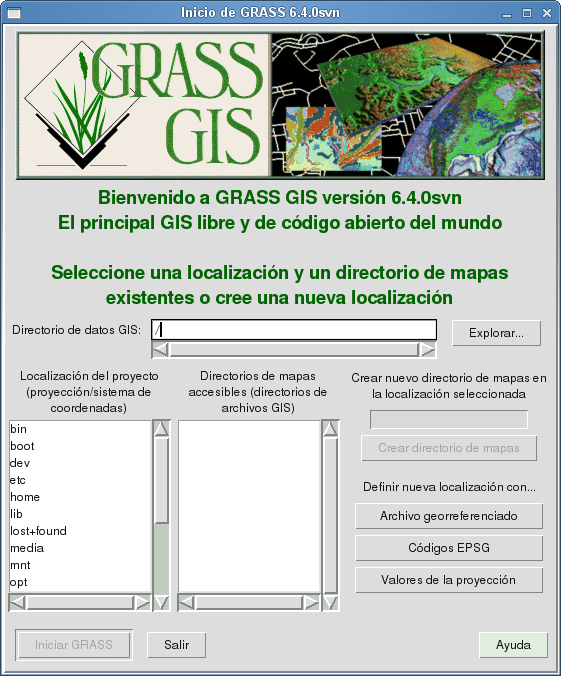 Inicio de GRASS 6.4.0svn
GRASS
GIS
Bienvenido a GRASS GIS versión 6.4.0svn
El principal GIS libre y de código abierto del mundo
Seleccione una localización y un directorio de mapas
existentes o cree una nueva localización
Directorio de datos GIS:
/
Explorar...
Localización del proyecto
(proyección/sistema de
coordenadas)
bin
boot
dev
etc
home
lib
lost+found
media
mnt
opt
Directorios de mapas
accesibles (directorios de
archivos GIS)
Crear nuevo directorio de mapas en
la localización seleccionada
Crear directorio de mapas
Definir nueva localización con...
Archivo georreferenciado
Códigos EPSG
Valores de la proyección
Iniciar GRASS
Salir
Ayuda